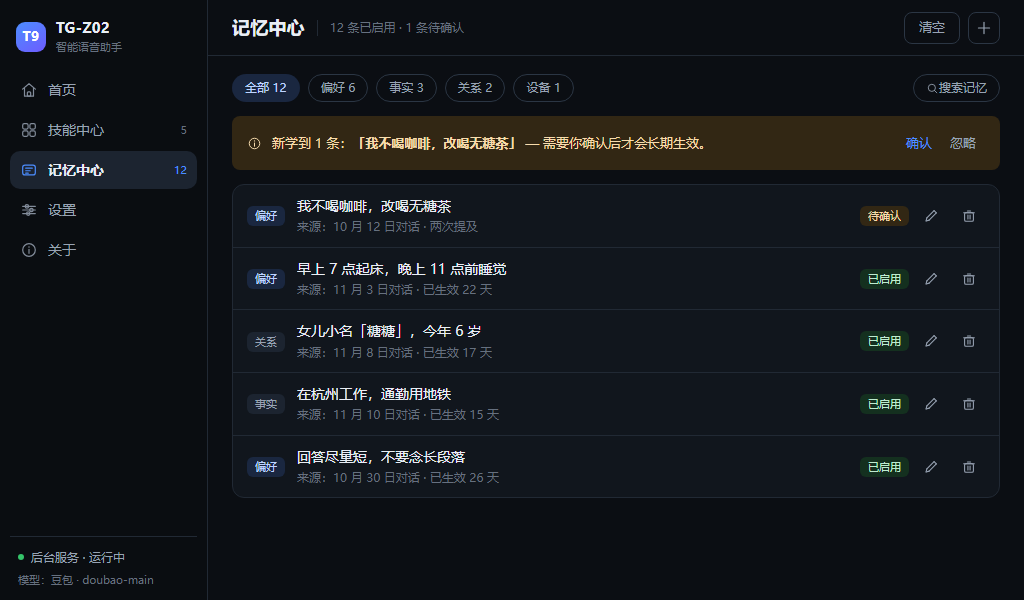 T9
TG-Z02
智能语音助手
首页
技能中心 5
记忆中心 12
设置
关于
后台服务 · 运行中
模型：豆包 · doubao-main
记忆中心 12 条已启用 · 1 条待确认 清空
全部 12 偏好 6 事实 3 关系 2 设备 1 搜索记忆
新学到 1 条：「我不喝咖啡，改喝无糖茶」 — 需要你确认后才会长期生效。 确认 忽略
偏好 我不喝咖啡，改喝无糖茶 待确认
来源：10 月 12 日对话 · 两次提及
偏好 早上 7 点起床，晚上 11 点前睡觉 已启用
来源：11 月 3 日对话 · 已生效 22 天
关系 女儿小名「糖糖」，今年 6 岁 已启用
来源：11 月 8 日对话 · 已生效 17 天
事实 在杭州工作，通勤用地铁 已启用
来源：11 月 10 日对话 · 已生效 15 天
偏好 回答尽量短，不要念长段落 已启用
来源：10 月 30 日对话 · 已生效 26 天